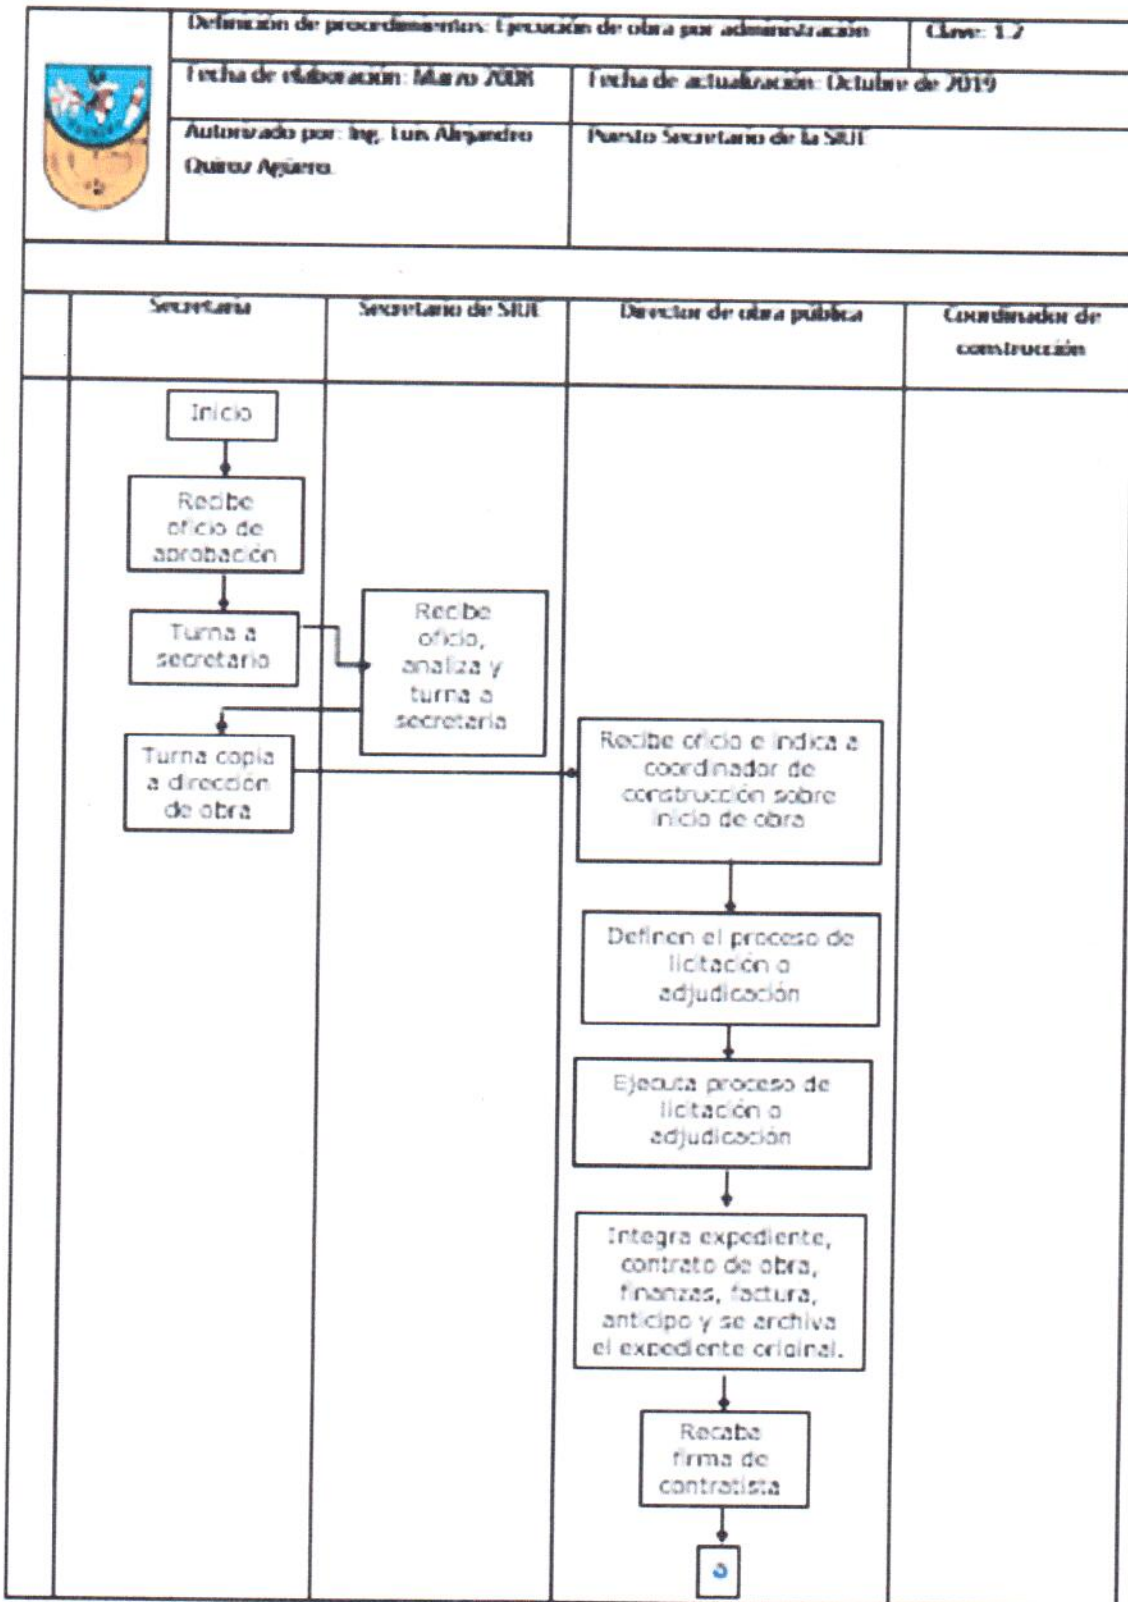 Definición de procedimientos: Ejecución de obra por administración
Clave: 1.2
Fecha de elaboración: Marzo 2008
Fecha de actualización: Octubre de 2019
Autorizado por: Ing. Luis Alejandro
Quiroz Agüero.
Puesto Secretario de la SIUE
Secretaria
Secretario de SIUE
Director de obra pública
Coordinador de
construcción
Inicio
Recibe
oficio de
aprobación
Turna a
secretario
Recibe
oficio,
analiza y
turna a
secretaria
Turna copia
a dirección
de obra
Recibe oficio e indica a
coordinador de
construcción sobre
inicio de obra
Definen el proceso de
licitación o
adjudicación
Ejecuta proceso de
licitación o
adjudicación
Integra expediente,
contrato de obra,
finanzas, factura,
anticipo y se archiva
el expediente original.
Recaba
firma de
contratista
a